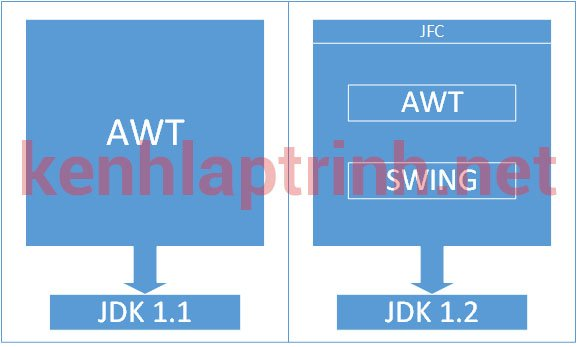 AWT
JDK 1.1
JFC
AWT
SWING
JDK 1.2
kenhlaptrinh.net